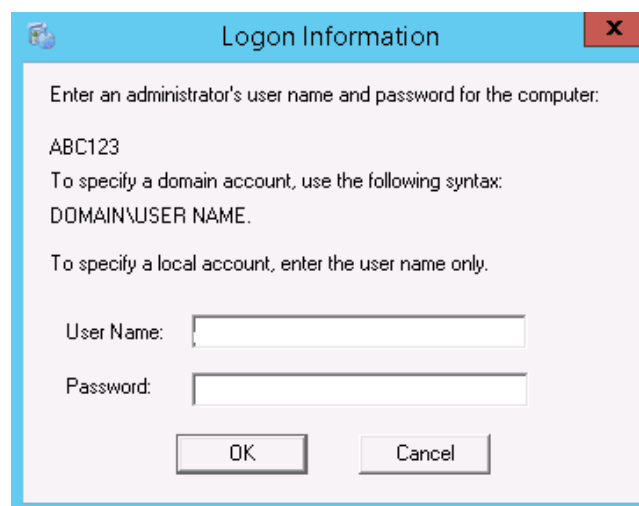 Logon Information
x
Enter an administrator's user name and password for the computer:
ABC123
To specify a domain account, use the following syntax:
DOMAIN\USER NAME.
To specify a local account, enter the user name only.
User Name:
Password:
OK Cancel